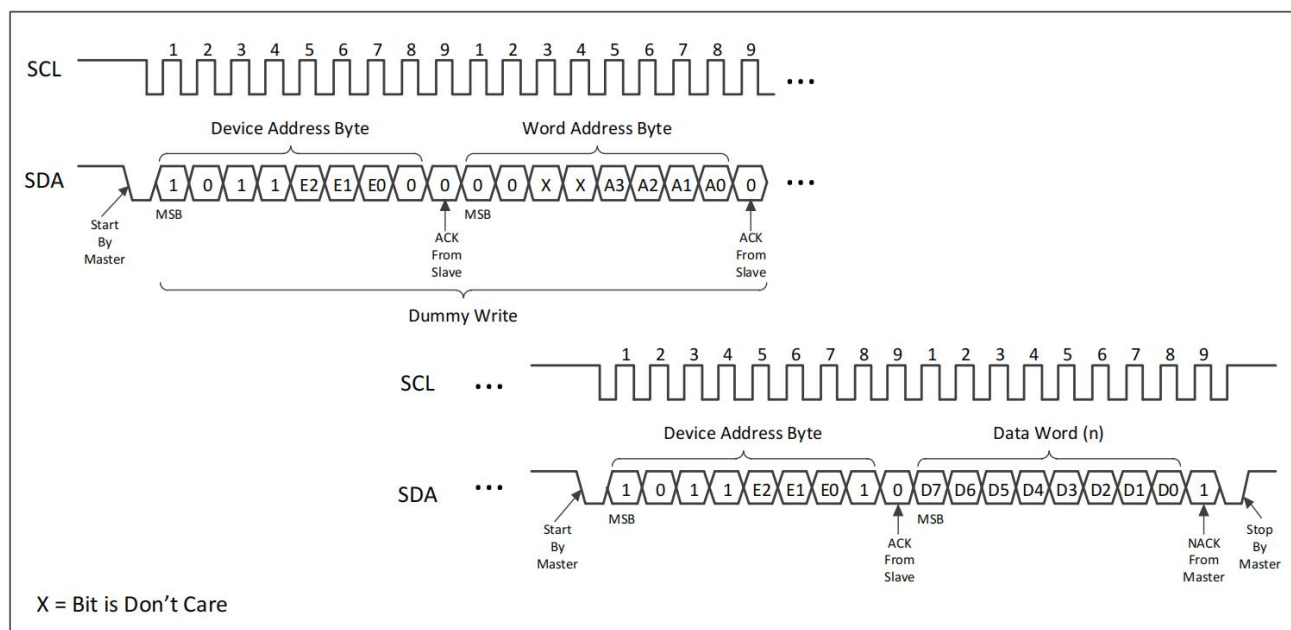 1 2 3 4 5 6 7 8 9 1 2 3 4 5 6 7 8 9
SCL ...
Device Address Byte Word Address Byte
SDA 1 0 1 1 E2 E1 E0 0 0 0 0 X X A3 A2 A1 A0 0 ...
MSB MSB
Start By Master
ACK From Slave
ACK From Slave
Dummy Write
1 2 3 4 5 6 7 8 9 1 2 3 4 5 6 7 8 9
SCL ...
Device Address Byte Data Word (n)
SDA ... 1 0 1 1 E2 E1 E0 1 0 D7 D6 D5 D4 D3 D2 D1 D0 1
MSB MSB
Start By Master
ACK From Slave
NACK From Master
Stop By Master
X = Bit is Don't Care